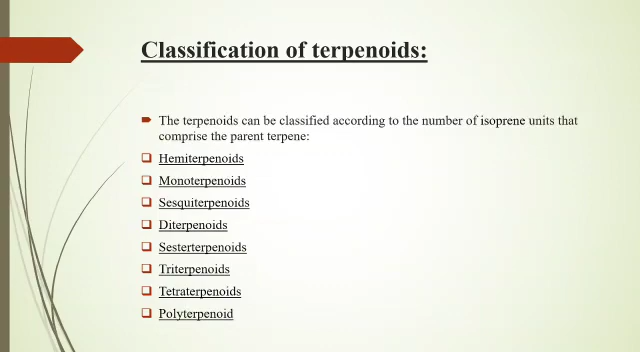 Classification of terpenoids:
The terpenoids can be classified according to the number of isoprene units that
comprise the parent terpene:
Hemiterpenoids
Monoterpenoids
Sesquiterpenoids
Diterpenoids
Sesterterpenoids
Triterpenoids
Tetraterpenoids
Polyterpenoid